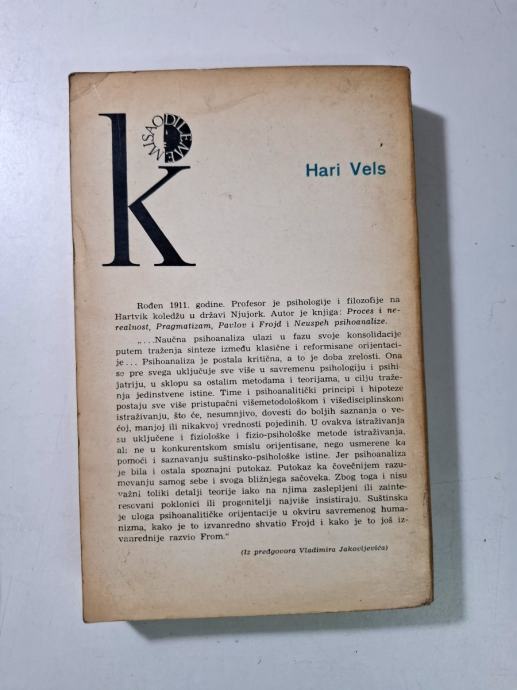 k
MISAO DILEME
Hari Vels
Rođen 1911. godine. Profesor je psihologije i filozofije na
Hartvik koledžu u državi Njujork. Autor je knjiga: Proces i ne-
realnost, Pragmatizam, Pavlov i Frojd i Neuspeh psihoanalize.
„...Naučna psihoanaliza ulazi u fazu svoje konsolidacije
putem traženja sinteze između klasične i reformisane orijentaci-
je... Psihoanaliza je postala kritična, a to je doba zrelosti. Ona
se pre svega uključuje sve više u savremenu psihologiju i psihi-
jatriju, u sklopu sa ostalim metodama i teorijama, u cilju traže-
nja jedinstvene istine. Time i psihoanalitički principi i hipoteze
postaju sve više pristupačni višemetodološkom i višedisciplinskom
istraživanju, što će, nesumnjivo, dovesti do boljih saznanja o ve-
ćoj, manjoj ili nikakvoj vrednosti pojedinih. U ovakva istraživanja
su uključene i fiziološke i fizio-psihološke metode istraživanja,
ali ne u konkurentskom smislu orijentisane, nego usmerene ka
pomoći i saznavanju suštinsko-psihološke istine. Jer psihoanaliza
je bila i ostala spoznajni putokaz. Putokaz ka čovečnijem razu-
mevanju samog sebe i svoga bližnjega sačoveka. Zbog toga i nisu
važni toliki detalji teorije iako na njima zaslepljeni ili zainte-
resovani poklonici ili progonitelji najviše insistiraju. Suštinska
je uloga psihoanalitičke orijentacije u okviru savremenog huma-
nizma, kako je to izvanredno shvatio Frojd i kako je to još iz-
vanrednije razvio From.“
(Iz predgovora Vladimira Jakovljevića)